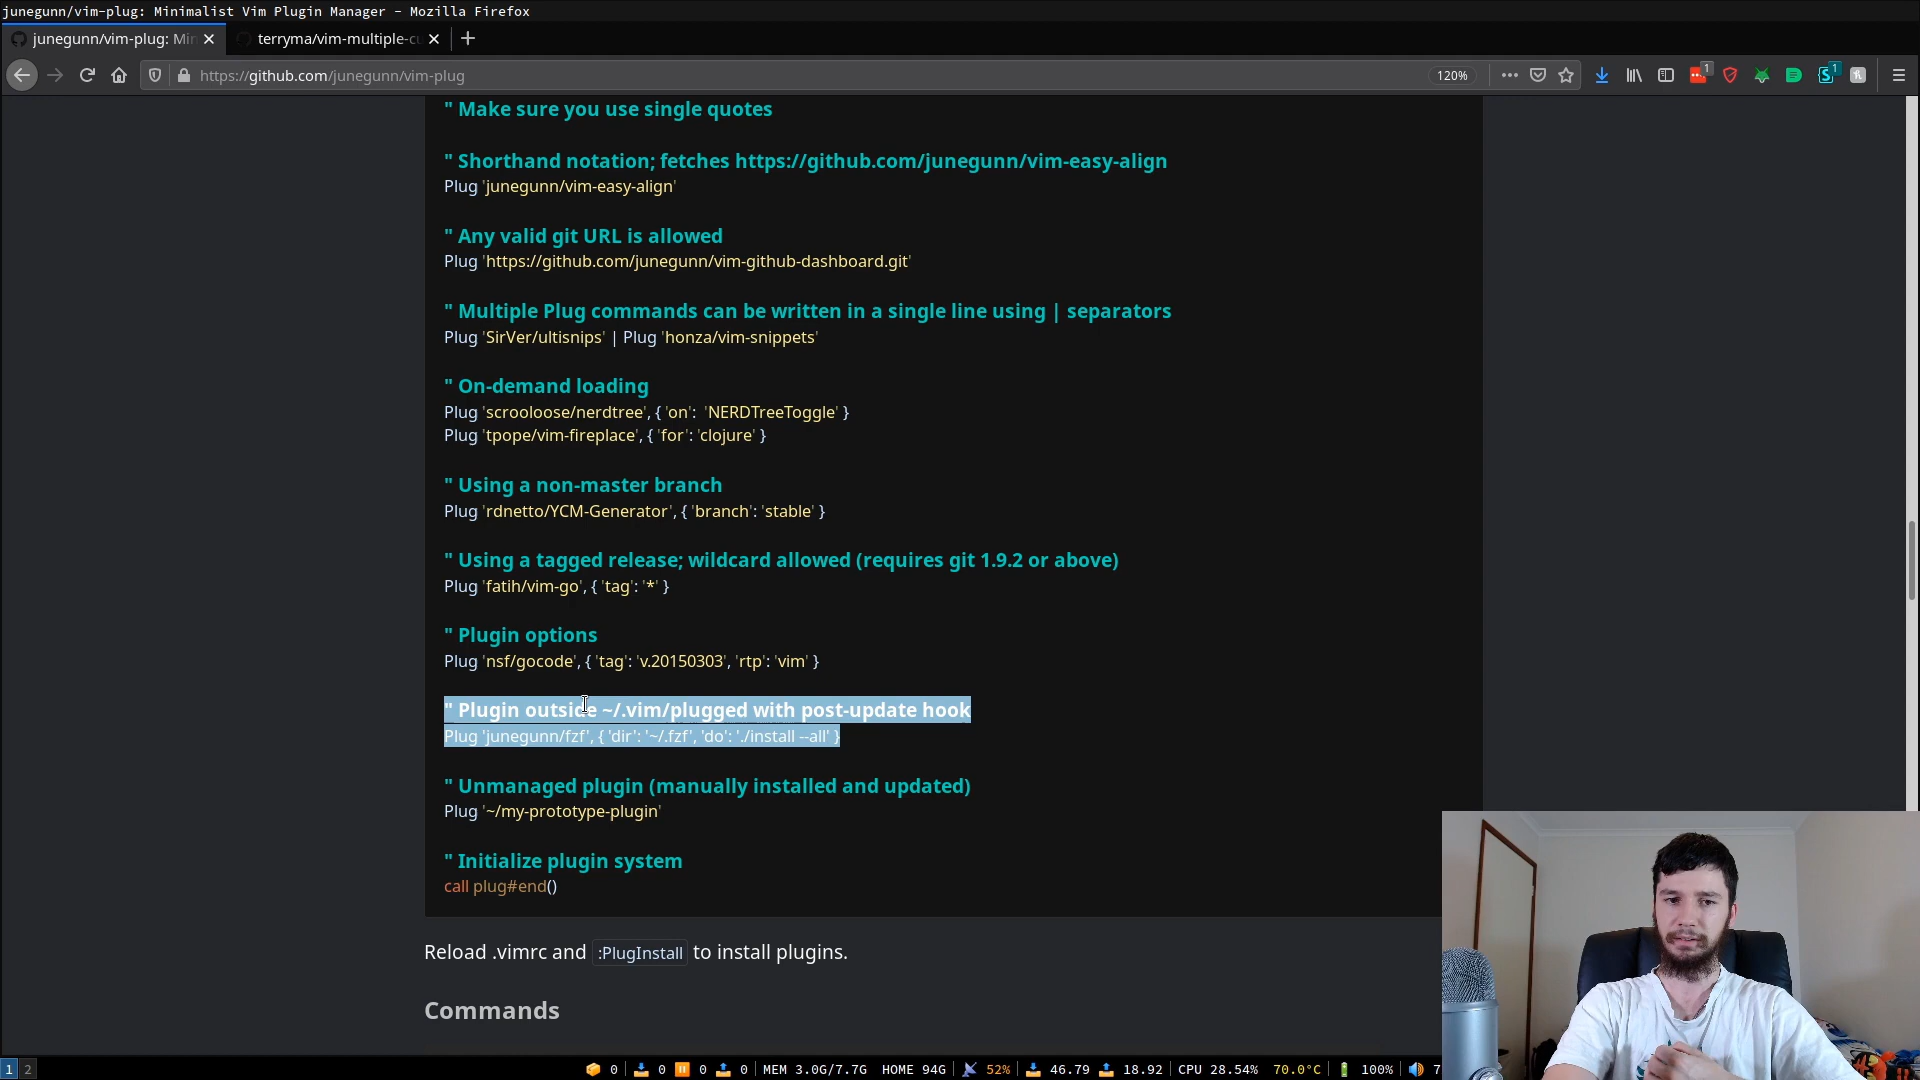 junegunn/vim-plug: Minimalist Vim Plugin Manager - Mozilla Firefox
junegunn/vim-plug: Min
terryma/vim-multiple-cu
https://github.com/junegunn/vim-plug
120%
1
1
" Make sure you use single quotes
" Shorthand notation; fetches https://github.com/junegunn/vim-easy-align
Plug 'junegunn/vim-easy-align'
" Any valid git URL is allowed
Plug 'https://github.com/junegunn/vim-github-dashboard.git'
" Multiple Plug commands can be written in a single line using | separators
Plug 'SirVer/ultisnips' | Plug 'honza/vim-snippets'
" On-demand loading
Plug 'scrooloose/nerdtree', { 'on':  'NERDTreeToggle' }
Plug 'tpope/vim-fireplace', { 'for': 'clojure' }
" Using a non-master branch
Plug 'rdnetto/YCM-Generator', { 'branch': 'stable' }
" Using a tagged release; wildcard allowed (requires git 1.9.2 or above)
Plug 'fatih/vim-go', { 'tag': '*' }
" Plugin options
Plug 'nsf/gocode', { 'tag': 'v.20150303', 'rtp': 'vim' }
" Plugin outside ~/.vim/plugged with post-update hook
Plug 'junegunn/fzf', { 'dir': '~/.fzf', 'do': './install --all' }
" Unmanaged plugin (manually installed and updated)
Plug '~/my-prototype-plugin'
" Initialize plugin system
call plug#end()
Reload .vimrc and :PlugInstall to install plugins.
Commands
1 2
0 | 0 0 0 | MEM 3.0G/7.7G HOME 94G | 52% | 46.79 18.92 | CPU 28.54% 70.0°C | 100% | 7